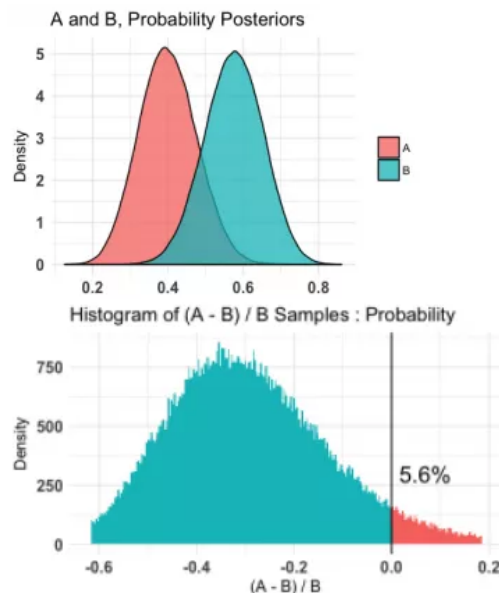 A and B, Probability Posteriors
5
4
3
2
1
0
Density
0.2 0.4 0.6 0.8
A
B
Histogram of (A - B) / B Samples : Probability
750
500
250
0
Density
5.6%
-0.6 -0.4 -0.2 0.0 0.2
(A - B) / B